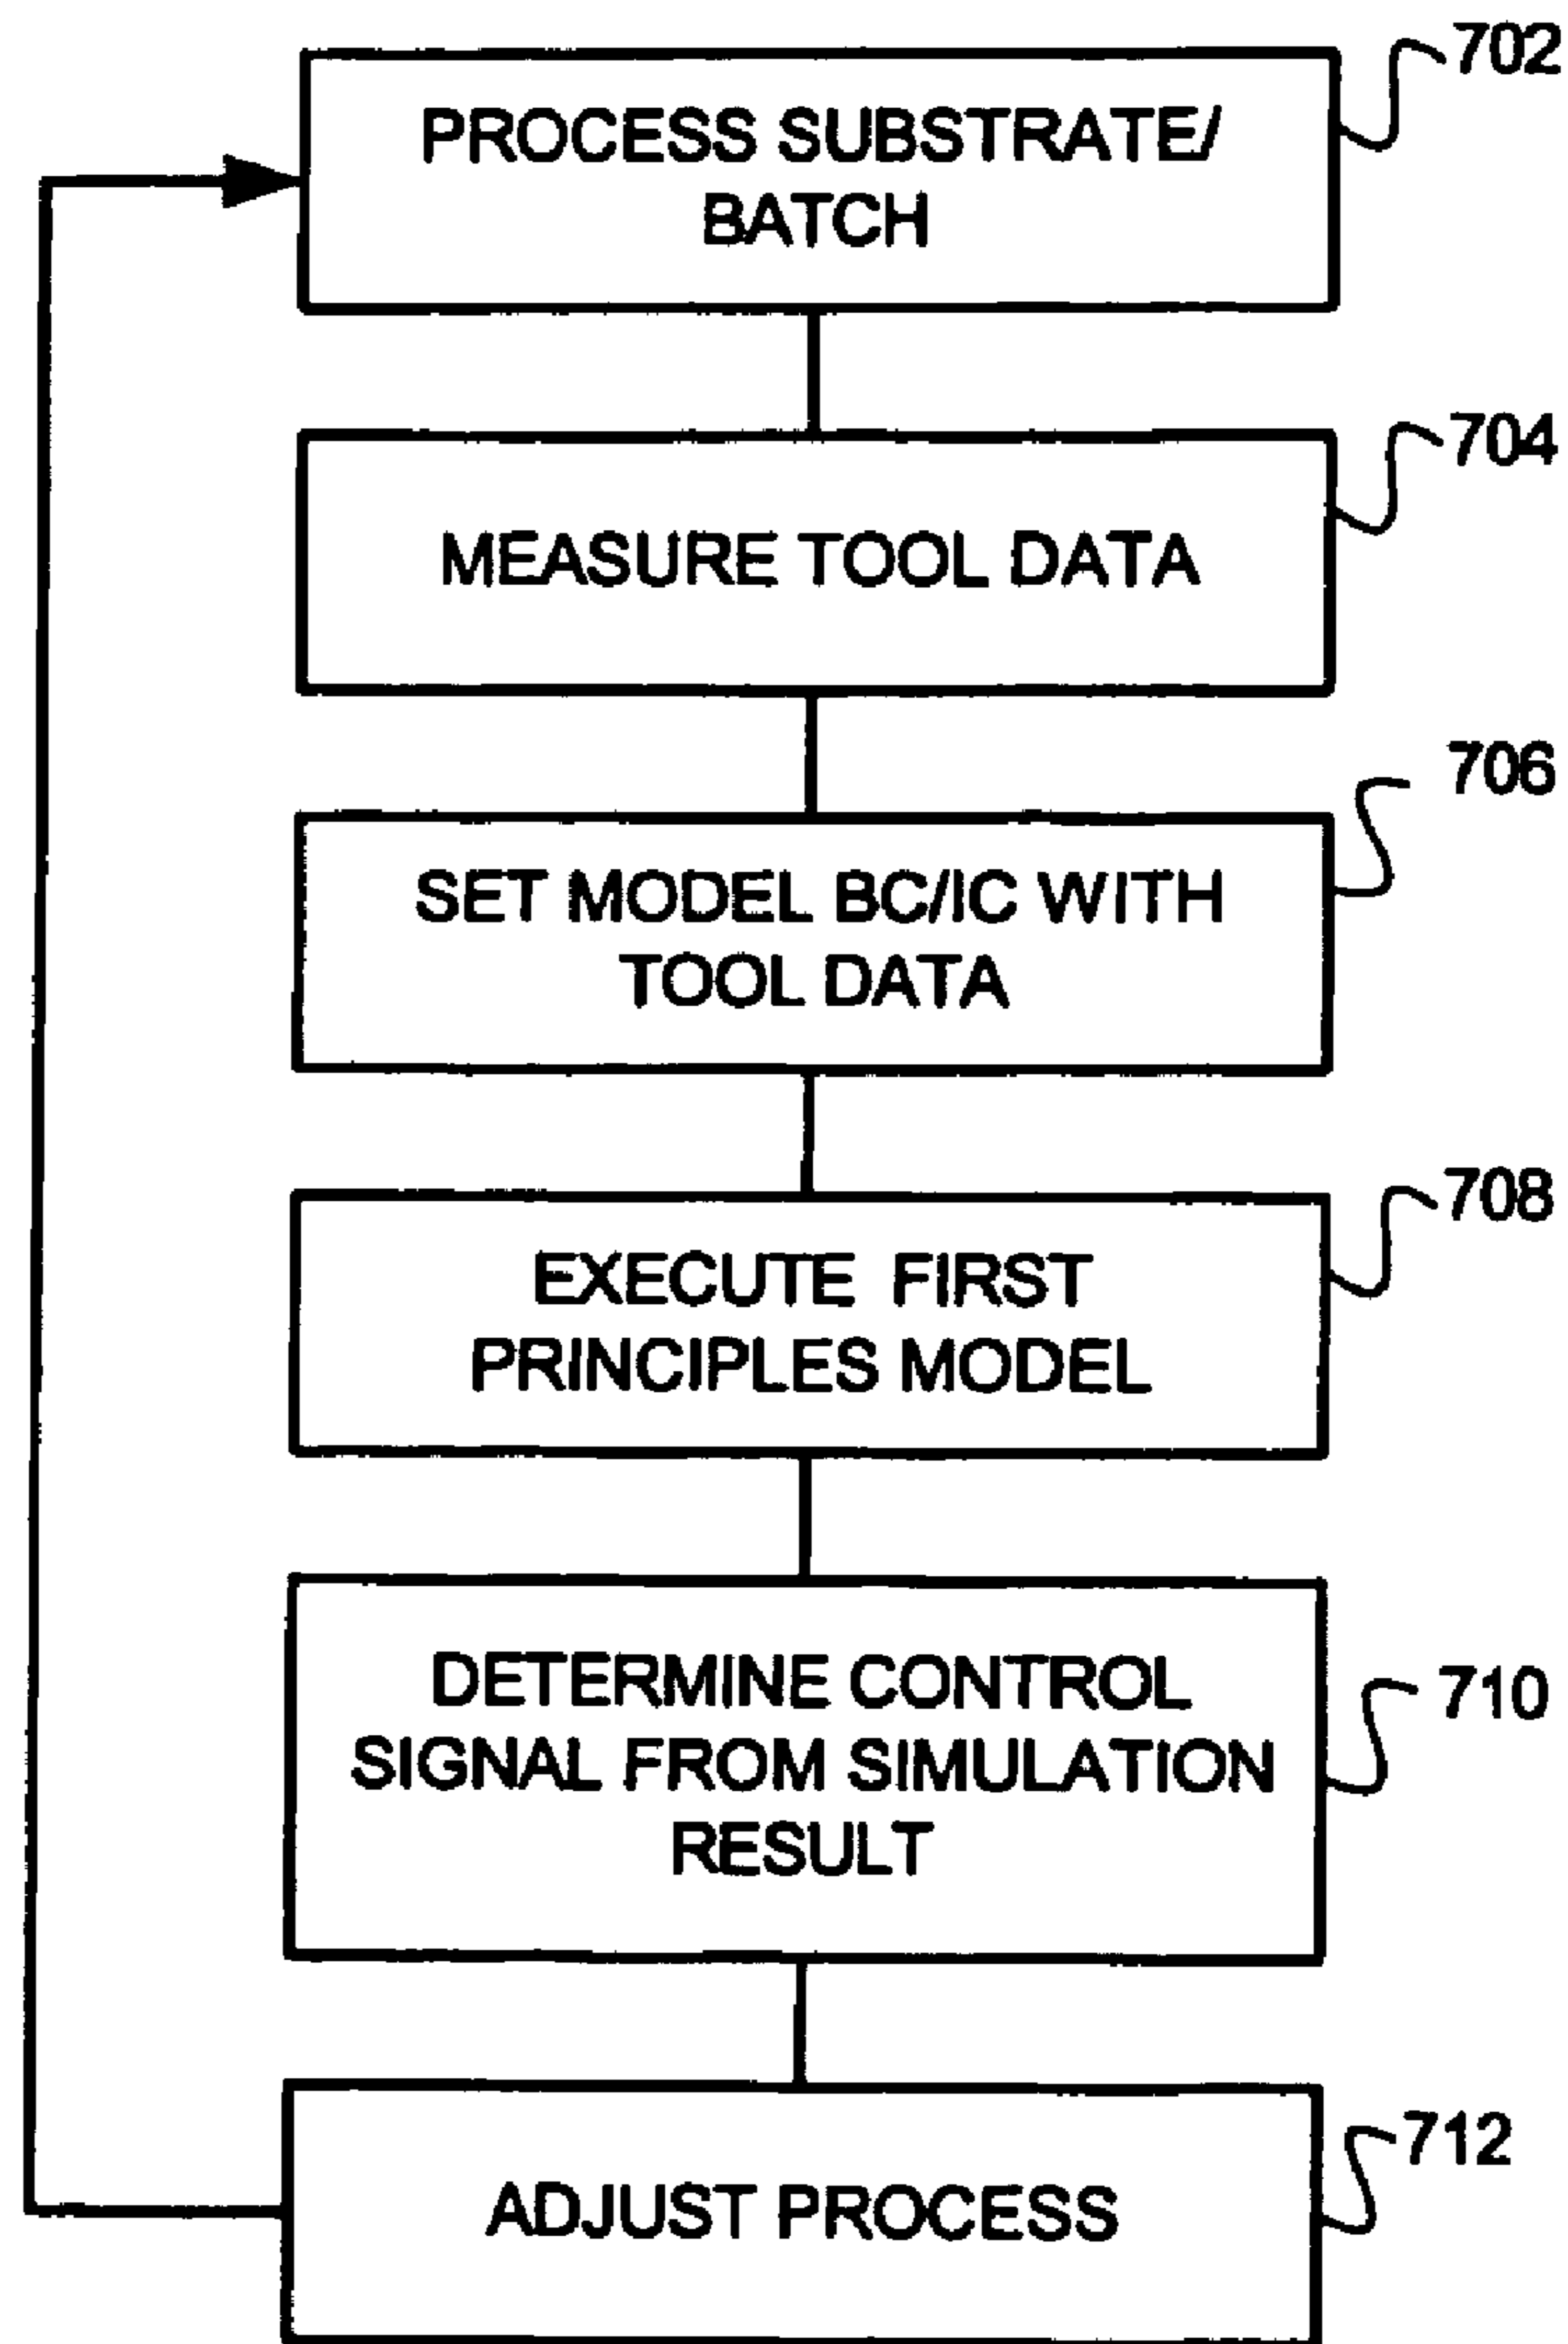 702
PROCESS SUBSTRATE/
BATCH
704
MEASURE TOOL DATA
706
SET MODEL BC/IC WITH
TOOL DATA
708
EXECUTE FIRST
PRINCIPLES MODEL
710
DETERMINE CONTROL
SIGNAL FROM SIMULATION
RESULT
712
ADJUST PROCESS